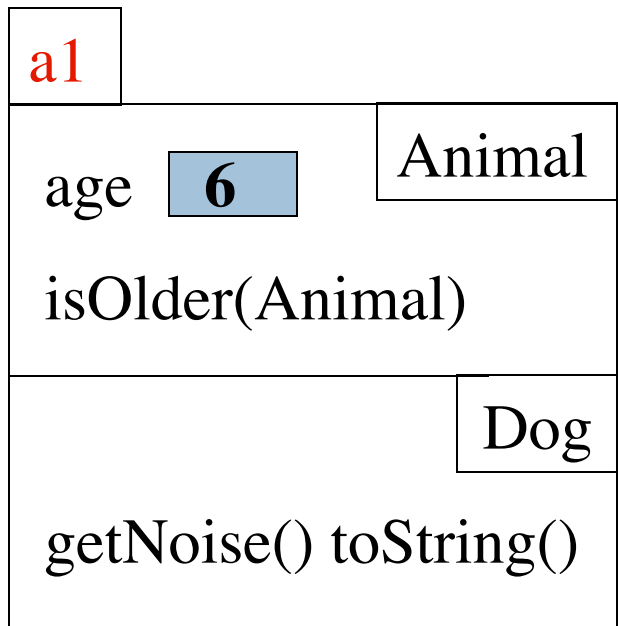 a1
Animal
age 6
isOlder(Animal)
Dog
getNoise() toString()